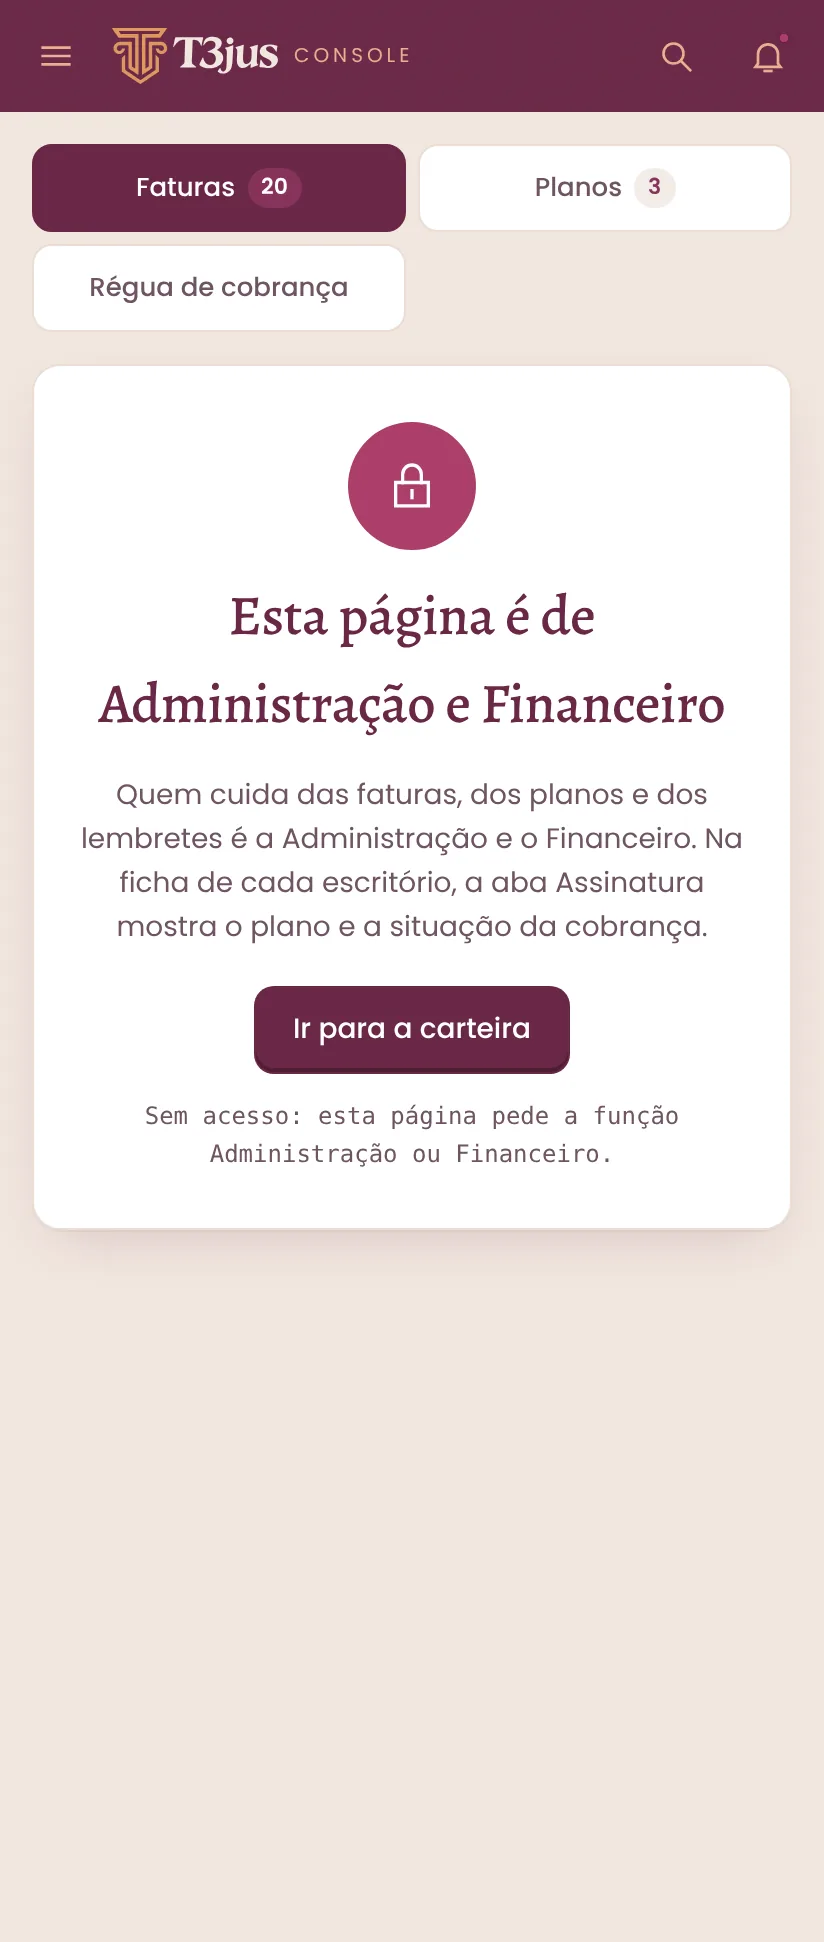 T3jus CONSOLE
Faturas 20
Planos 3
Régua de cobrança
Esta página é de
Administração e Financeiro
Quem cuida das faturas, dos planos e dos
lembretes é a Administração e o Financeiro. Na
ficha de cada escritório, a aba Assinatura
mostra o plano e a situação da cobrança.
Ir para a carteira
Sem acesso: esta página pede a função
Administração ou Financeiro.